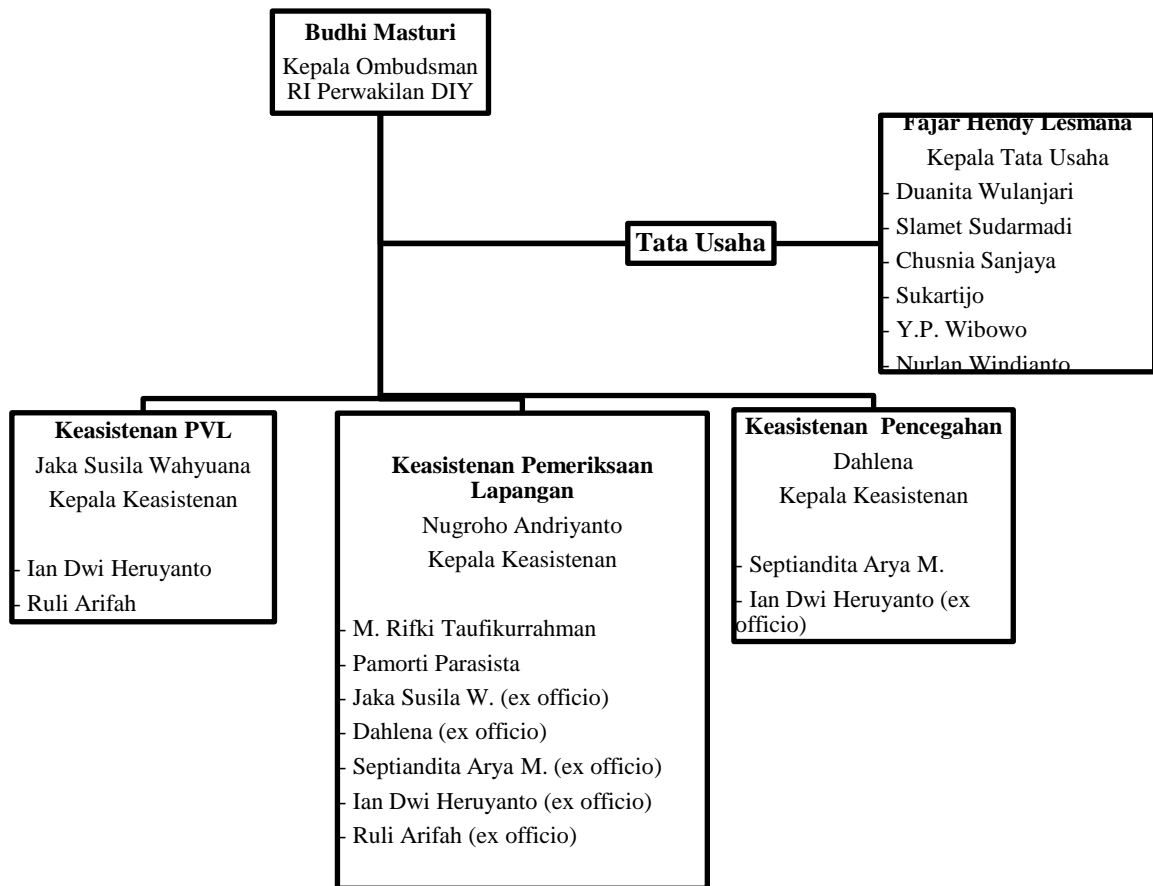 Budhi Masturi
Kepala Ombudsman
RI Perwakilan DIY
Fajar Hendy Lesmana
Kepala Tata Usaha
- Duanita Wulanjari
- Slamet Sudarmadi
- Chusnia Sanjaya
- Sukartijo
- Y.P. Wibowo
- Nurlan Windianto
Tata Usaha
Keasistenan PVL
Jaka Susila Wahyuana
Kepala Keasistenan
- Ian Dwi Heruyanto
- Ruli Arifah
Keasistenan Pemeriksaan
Lapangan
Nugroho Andriyanto
Kepala Keasistenan
- M. Rifki Taufikurrahman
- Pamorti Parasista
- Jaka Susila W. (ex officio)
- Dahlena (ex officio)
- Septiandita Arya M. (ex officio)
- Ian Dwi Heruyanto (ex officio)
- Ruli Arifah (ex officio)
Keasistenan Pencegahan
Dahlena
Kepala Keasistenan
- Septiandita Arya M.
- Ian Dwi Heruyanto (ex
officio)